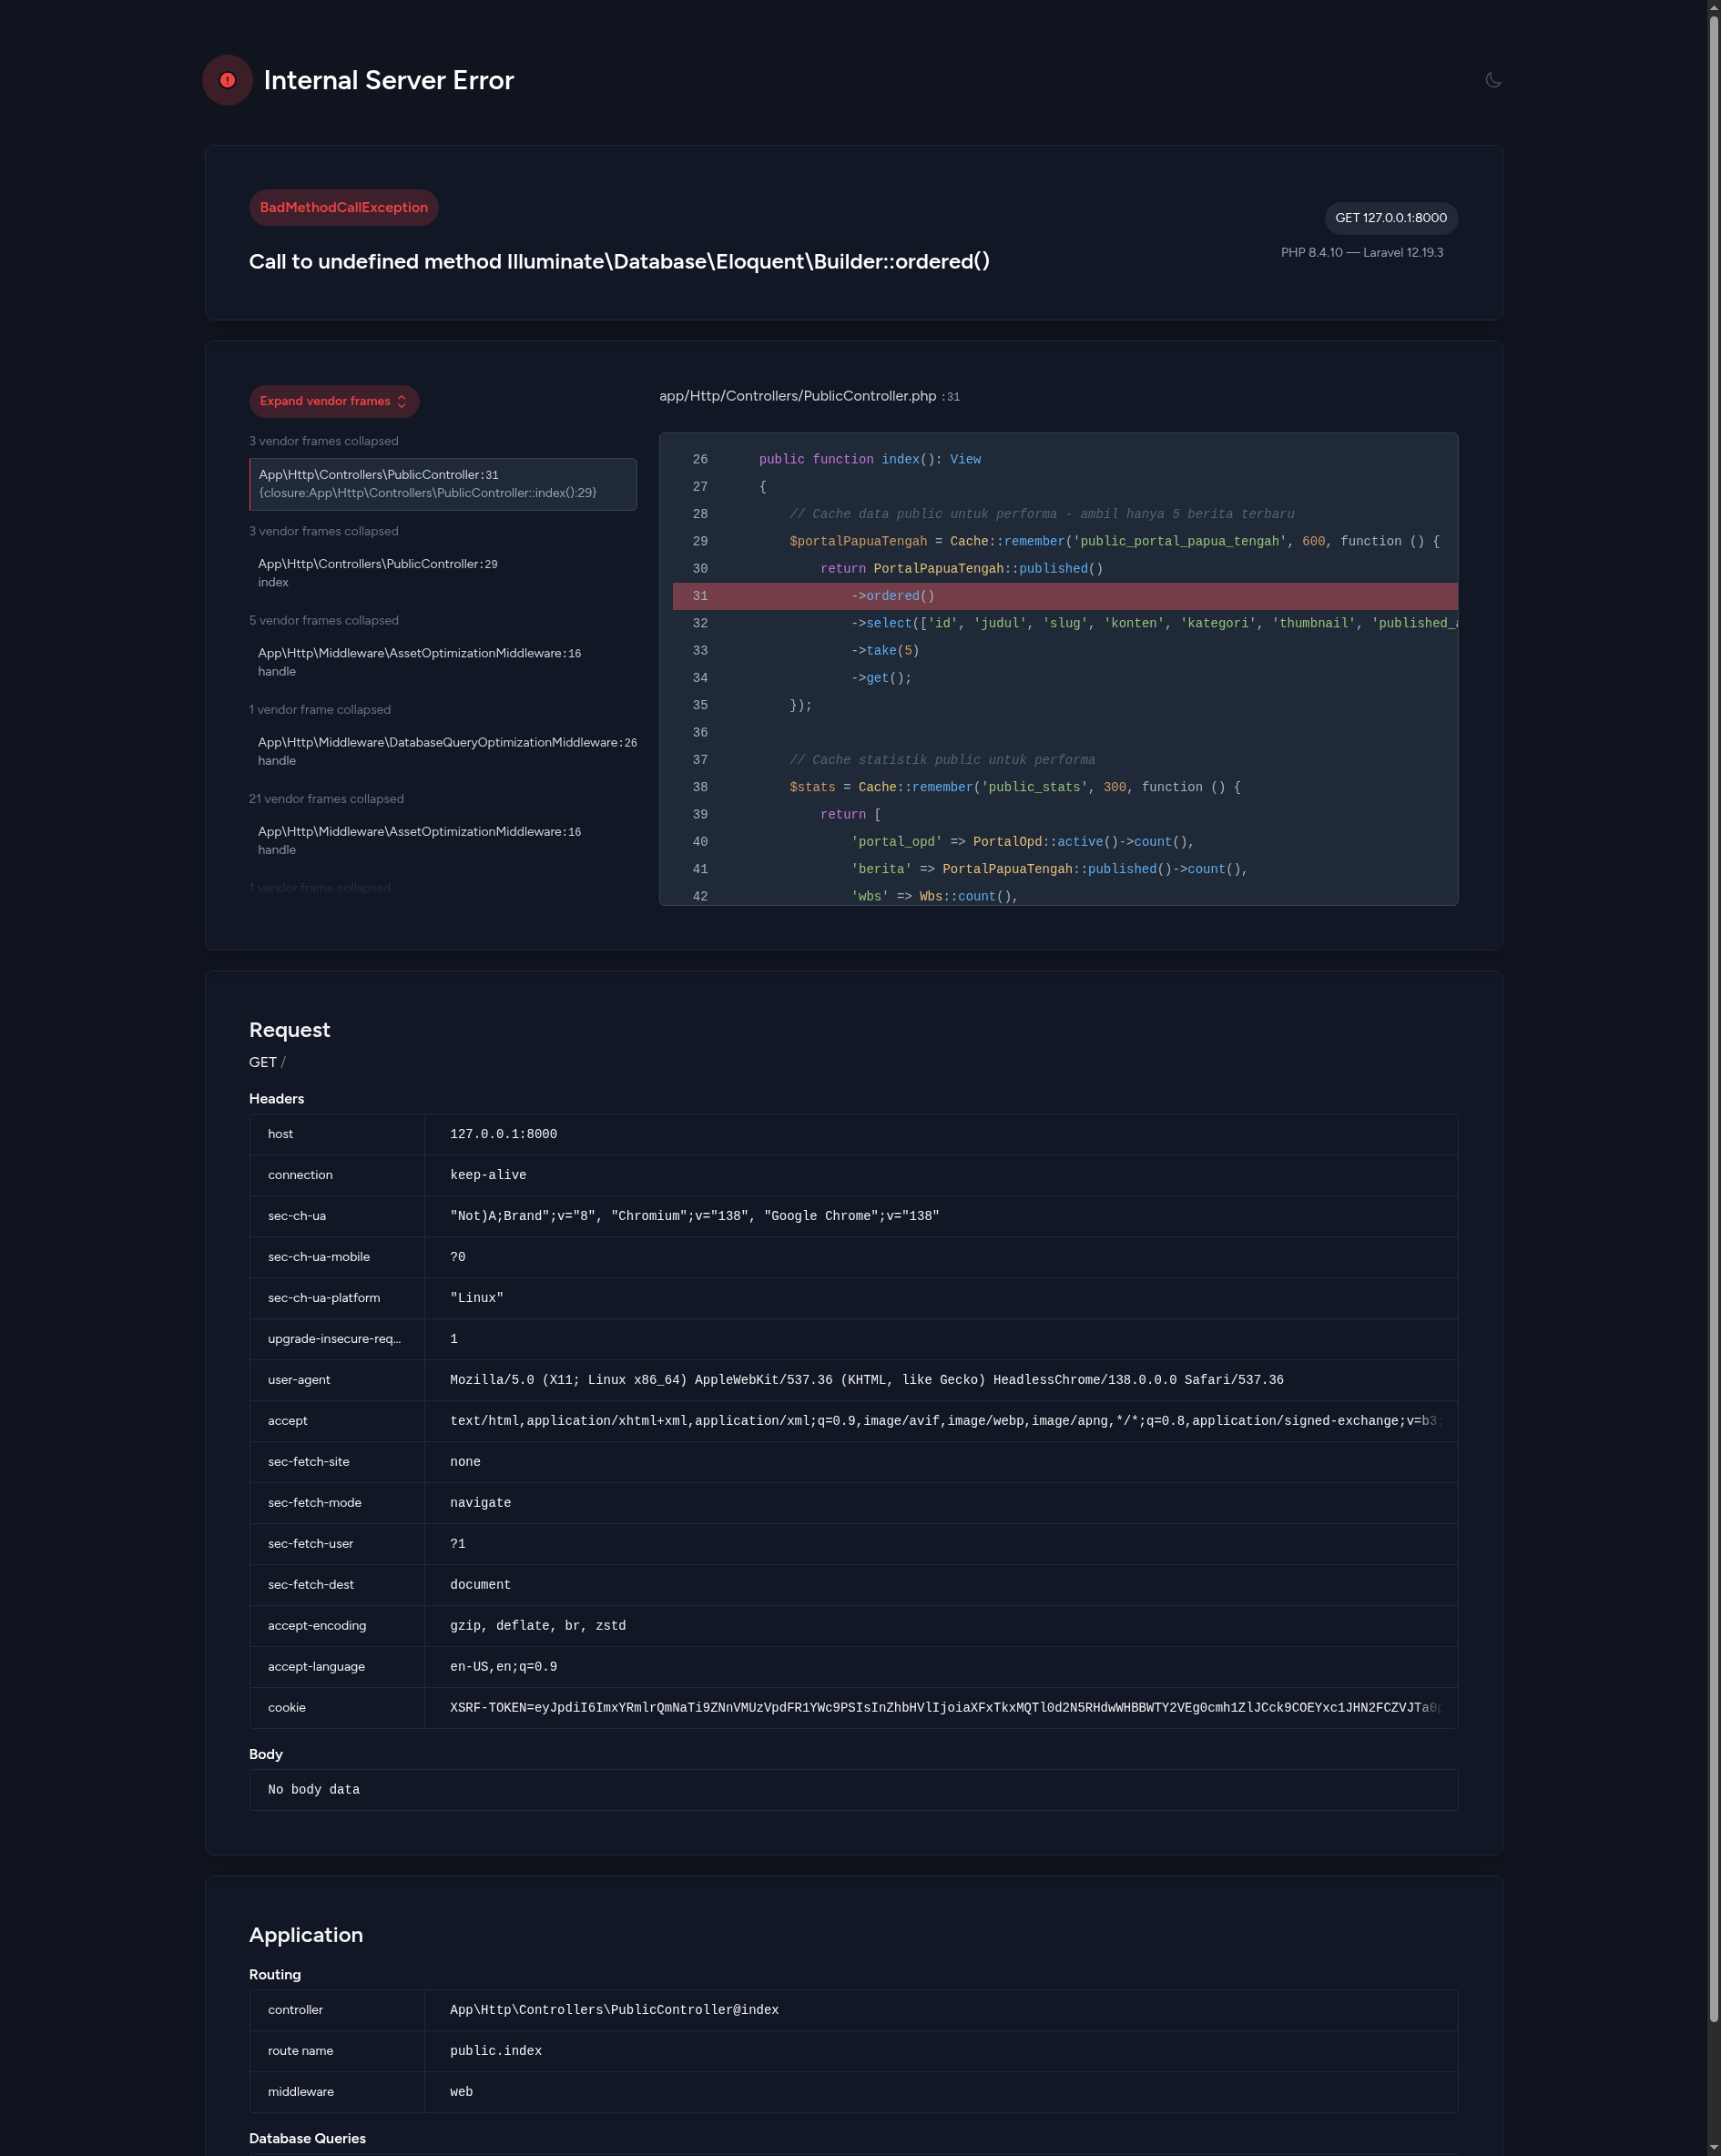 Internal Server Error
BadMethodCallException
GET 127.0.0.1:8000
Call to undefined method Illuminate\Database\Eloquent\Builder::ordered()
PHP 8.4.10 — Laravel 12.19.3
Expand vendor frames
3 vendor frames collapsed
App\Http\Controllers\PublicController:31
{closure:App\Http\Controllers\PublicController::index():29}
3 vendor frames collapsed
App\Http\Controllers\PublicController:29
index
5 vendor frames collapsed
App\Http\Middleware\AssetOptimizationMiddleware:16
handle
1 vendor frame collapsed
App\Http\Middleware\DatabaseQueryOptimizationMiddleware:26
handle
21 vendor frames collapsed
App\Http\Middleware\AssetOptimizationMiddleware:16
handle
1 vendor frame collapsed
app/Http/Controllers/PublicController.php :31
26 public function index(): View
27 {
28 // Cache data public untuk performa - ambil hanya 5 berita terbaru
29 $portalPapuaTengah = Cache::remember('public_portal_papua_tengah', 600, function () {
30 return PortalPapuaTengah::published()
31 ->ordered()
32 ->select(['id', 'judul', 'slug', 'konten', 'kategori', 'thumbnail', 'published_a
33 ->take(5)
34 ->get();
35 });
36
37 // Cache statistik public untuk performa
38 $stats = Cache::remember('public_stats', 300, function () {
39 return [
40 'portal_opd' => PortalOpd::active()->count(),
41 'berita' => PortalPapuaTengah::published()->count(),
42 'wbs' => Wbs::count(),
Request
GET /
Headers
host 127.0.0.1:8000
connection keep-alive
sec-ch-ua "Not)A;Brand";v="8", "Chromium";v="138", "Google Chrome";v="138"
sec-ch-ua-mobile ?0
sec-ch-ua-platform "Linux"
upgrade-insecure-req... 1
user-agent Mozilla/5.0 (X11; Linux x86_64) AppleWebKit/537.36 (KHTML, like Gecko) HeadlessChrome/138.0.0.0 Safari/537.36
accept text/html,application/xhtml+xml,application/xml;q=0.9,image/avif,image/webp,image/apng,*/*;q=0.8,application/signed-exchange;v=b3;
sec-fetch-site none
sec-fetch-mode navigate
sec-fetch-user ?1
sec-fetch-dest document
accept-encoding gzip, deflate, br, zstd
accept-language en-US,en;q=0.9
cookie XSRF-TOKEN=eyJpdiI6ImxYRmlrQmNaTi9ZNnVMUzVpdFR1YWc9PSIsInZhbHVlIjoiaXFxTkxMQTl0d2N5RHdwWHBBWTY2VEg0cmh1ZlJCck9COEYxc1JHN2FCZVJTa0p
Body
No body data
Application
Routing
controller App\Http\Controllers\PublicController@index
route name public.index
middleware web
Database Queries